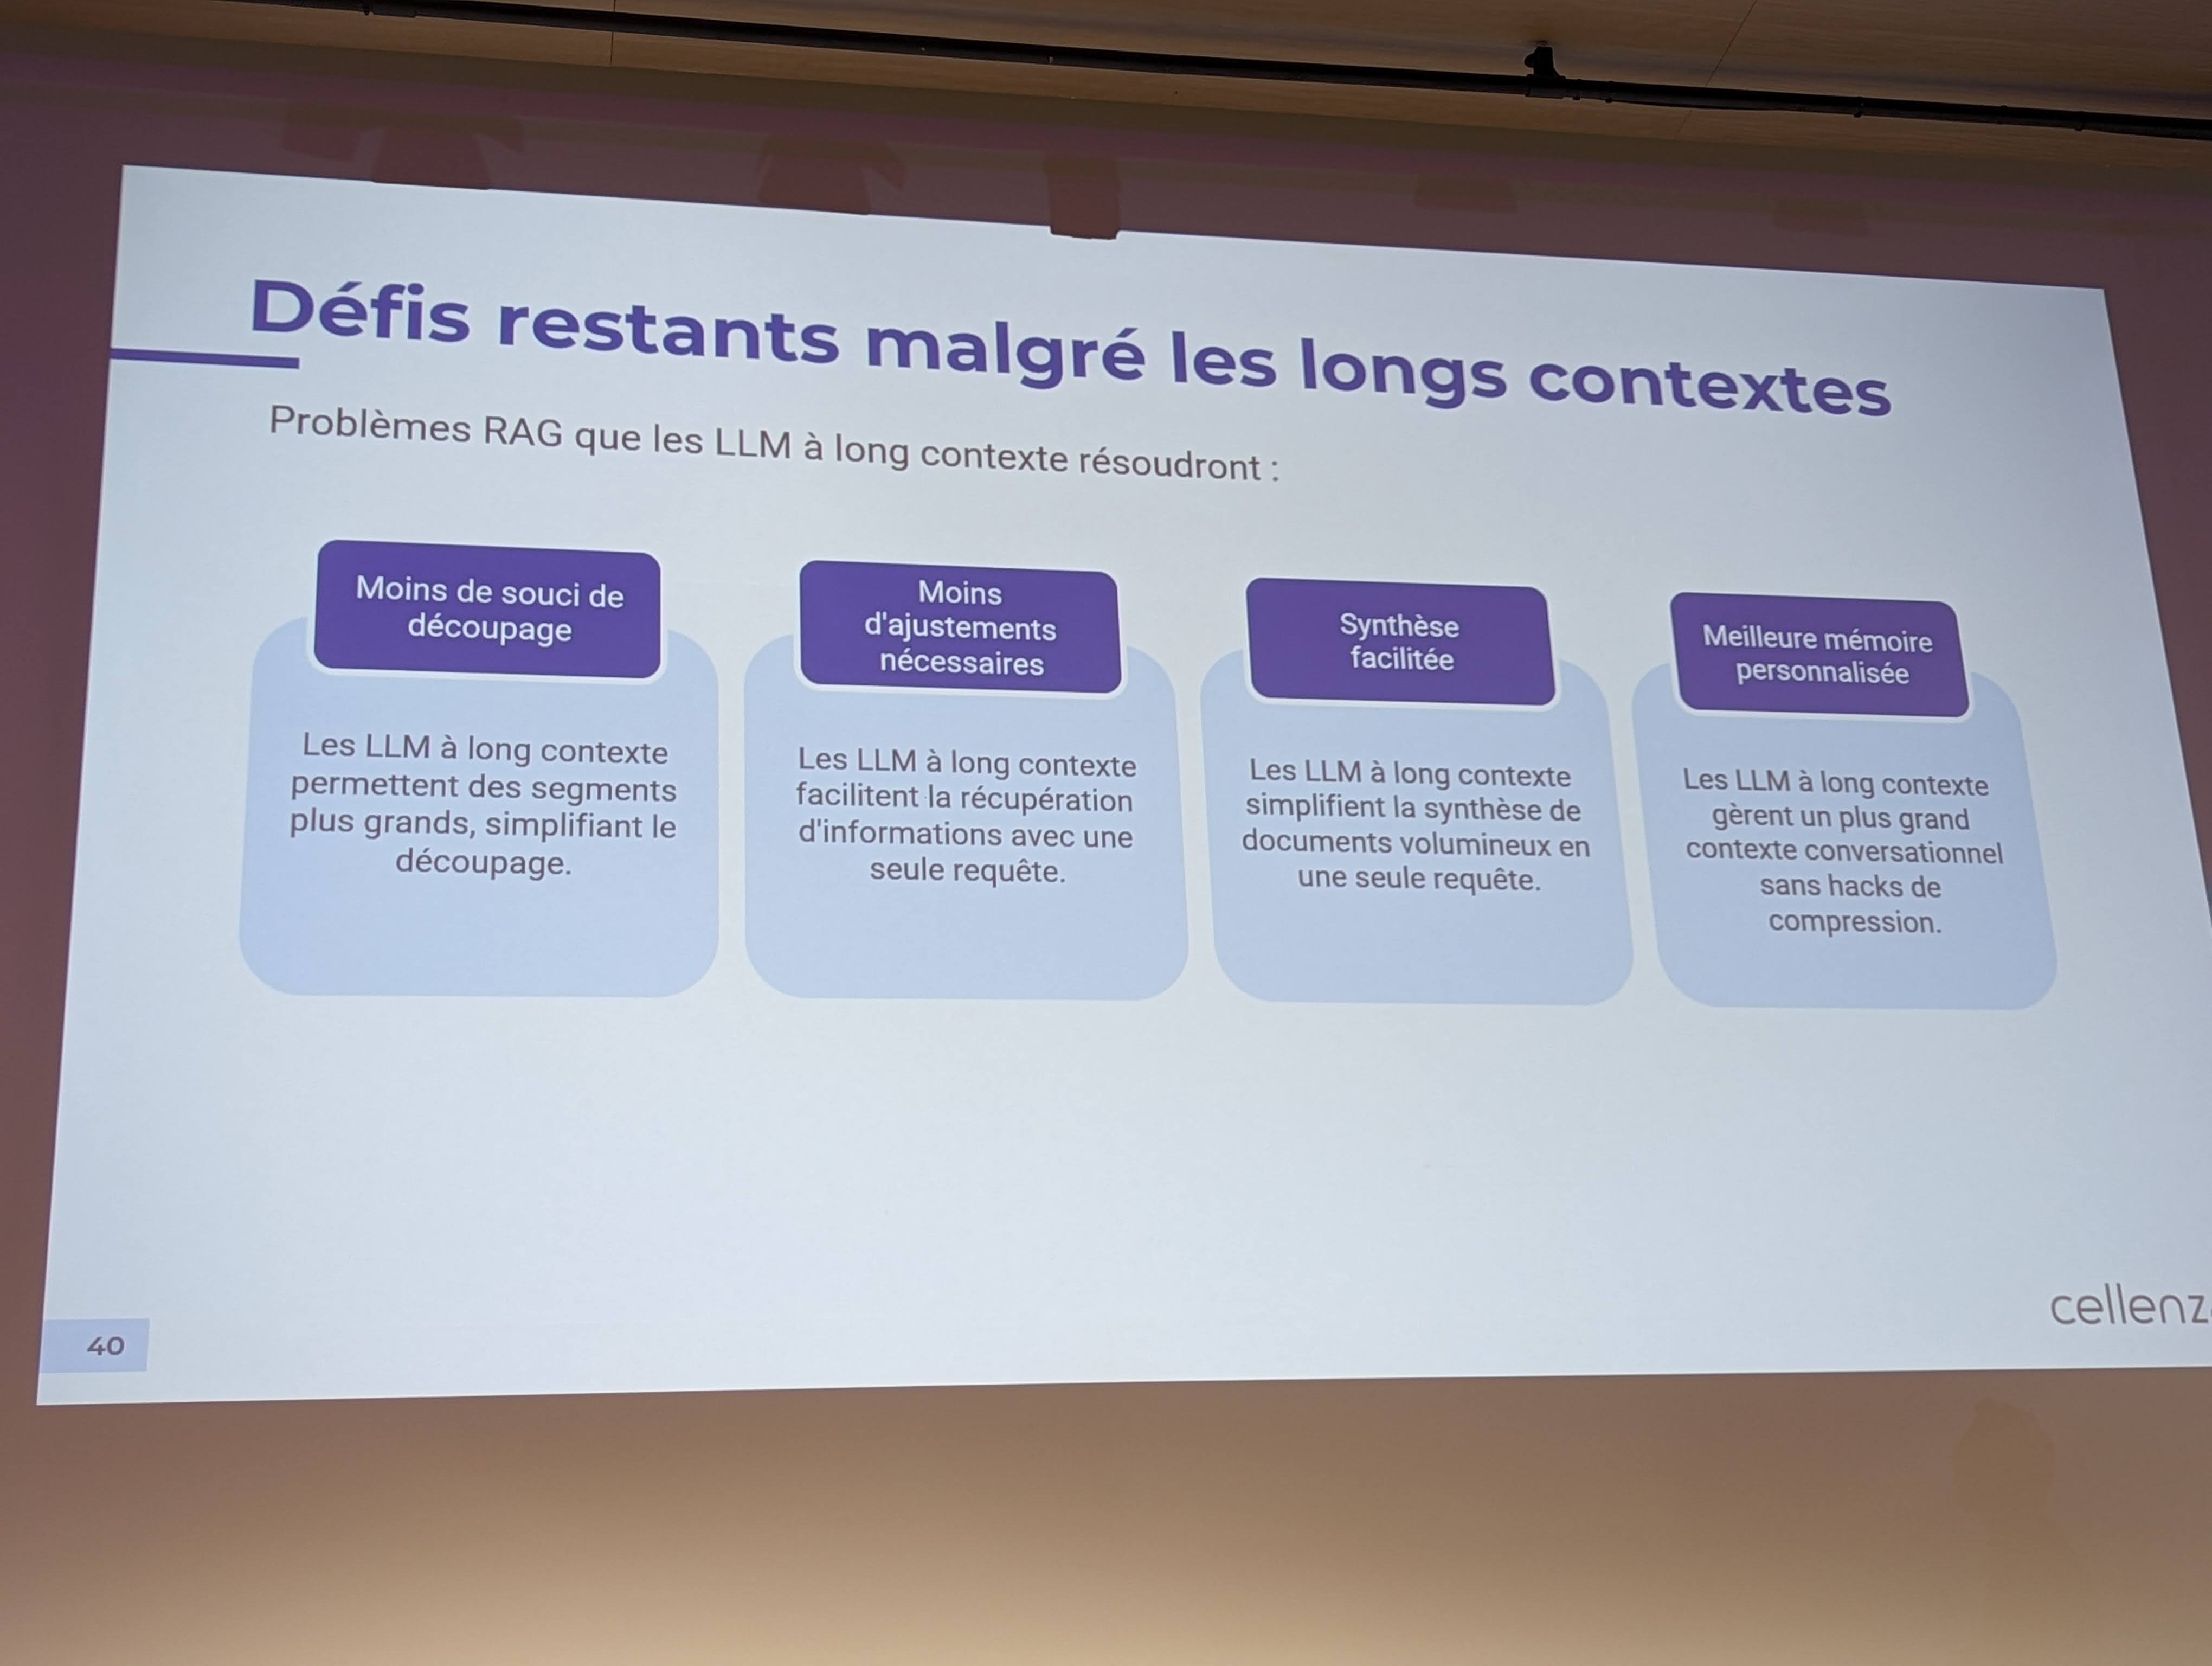 Défis restants malgré les longs contextes
Problèmes RAG que les LLM à long contexte résoudront :
Moins de souci de
découpage
Les LLM à long contexte
permettent des segments
plus grands, simplifiant le
découpage.
Moins
d'ajustements
nécessaires
Les LLM à long contexte
facilitent la récupération
d'informations avec une
seule requête.
Synthèse
facilitée
Les LLM à long contexte
simplifient la synthèse de
documents volumineux en
une seule requête.
Meilleure mémoire
personnalisée
Les LLM à long contexte
gèrent un plus grand
contexte conversationnel
sans hacks de
compression.
40
cellenz